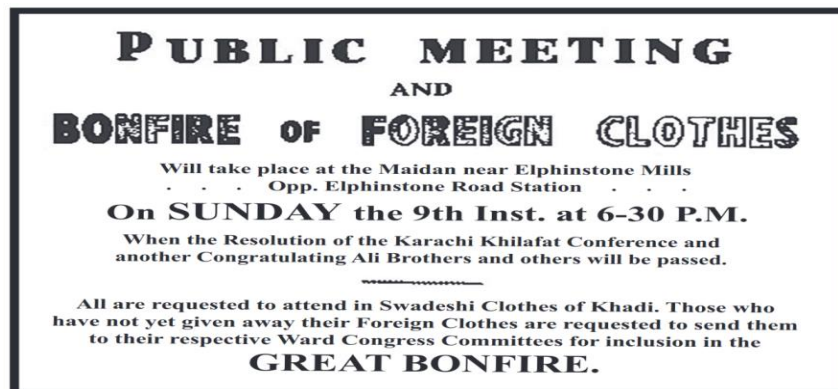 PUBLIC MEETING
AND
BONFIRE OF FOREIGN CLOTHES
Will take place at the Maidan near Elphinstone Mills
. . . Opp. Elphinstone Road Station . . .
On SUNDAY the 9th Inst. at 6-30 P.M.
When the Resolution of the Karachi Khilafat Conference and
another Congratulating Ali Brothers and others will be passed.
All are requested to attend in Swadeshi Clothes of Khadi. Those who
have not yet given away their Foreign Clothes are requested to send them
to their respective Ward Congress Committees for inclusion in the
GREAT BONFIRE.